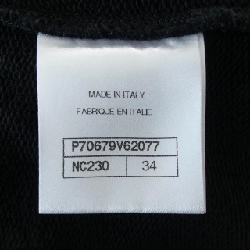 MADE IN ITALY
FABRIQUE EN ITALIE
P70679V62077
NC230 34